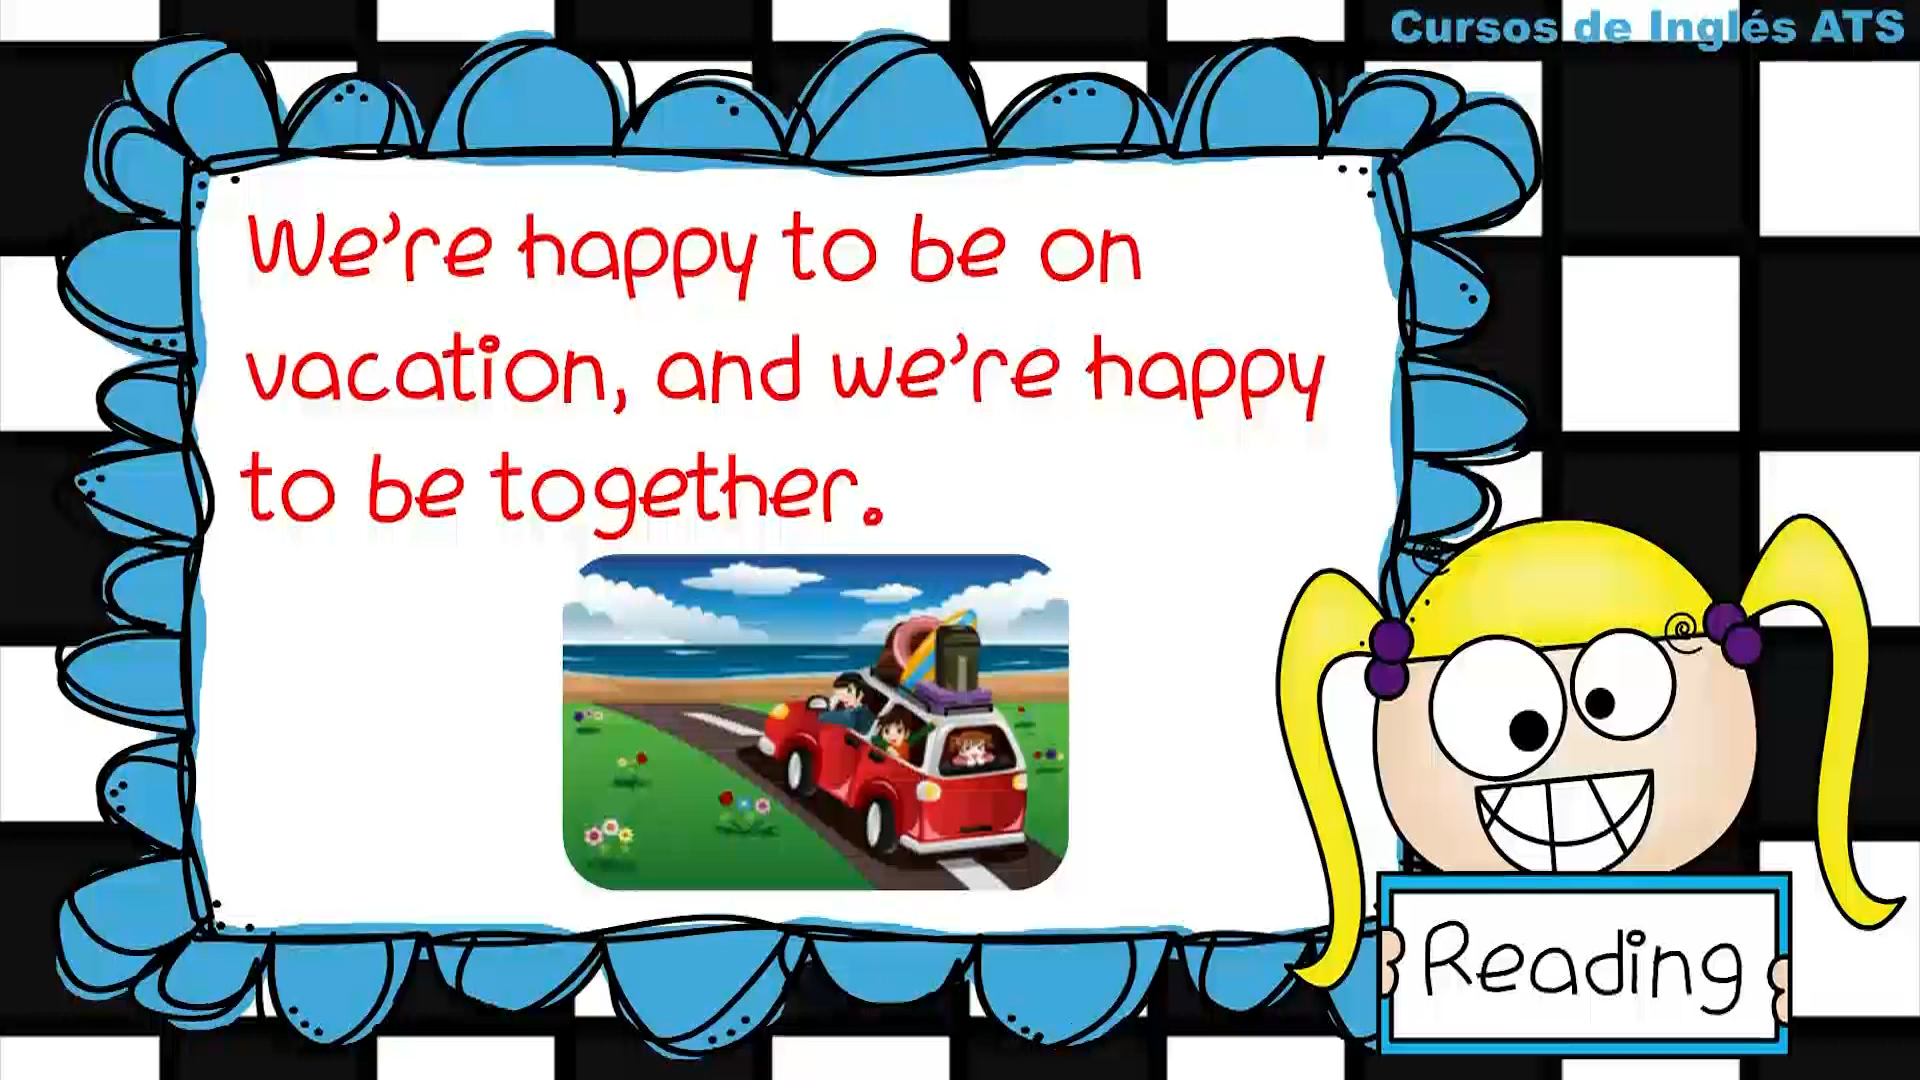 Cursos de Inglés ATS
We're happy to be on
vacation, and we're happy
to be together.
Reading